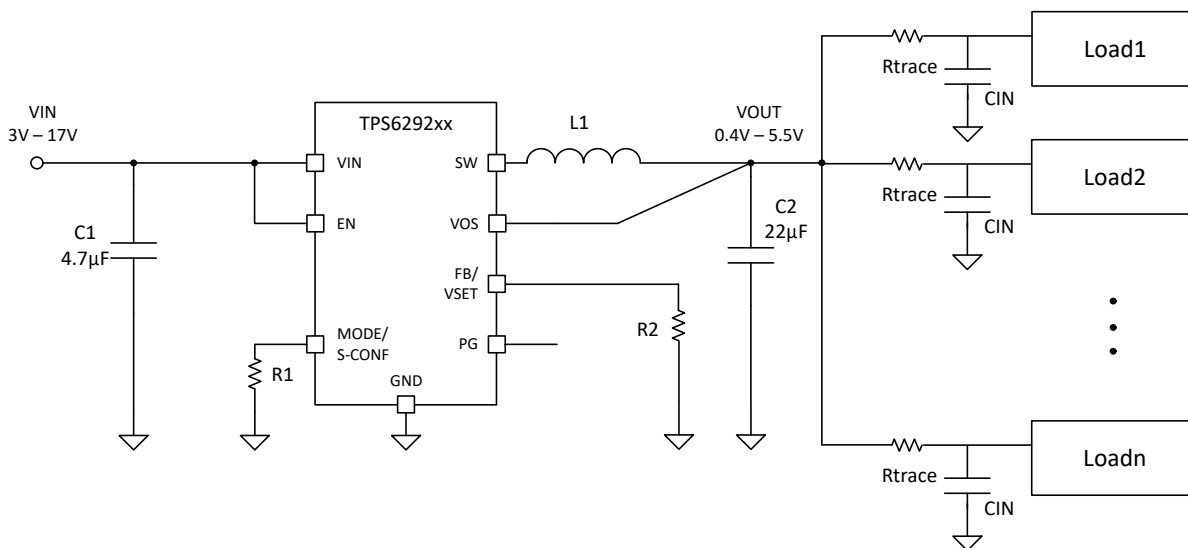 VIN
3V – 17V
C1
4.7µF
TPS6292xx
VIN
EN
MODE/
S-CONF
GND
SW
VOS
FB/
VSET
PG
R1
L1
R2
VOUT
0.4V – 5.5V
C2
22µF
Rtrace
CIN
Load1
CIN
Load2
Rtrace
Rtrace
CIN
Loadn